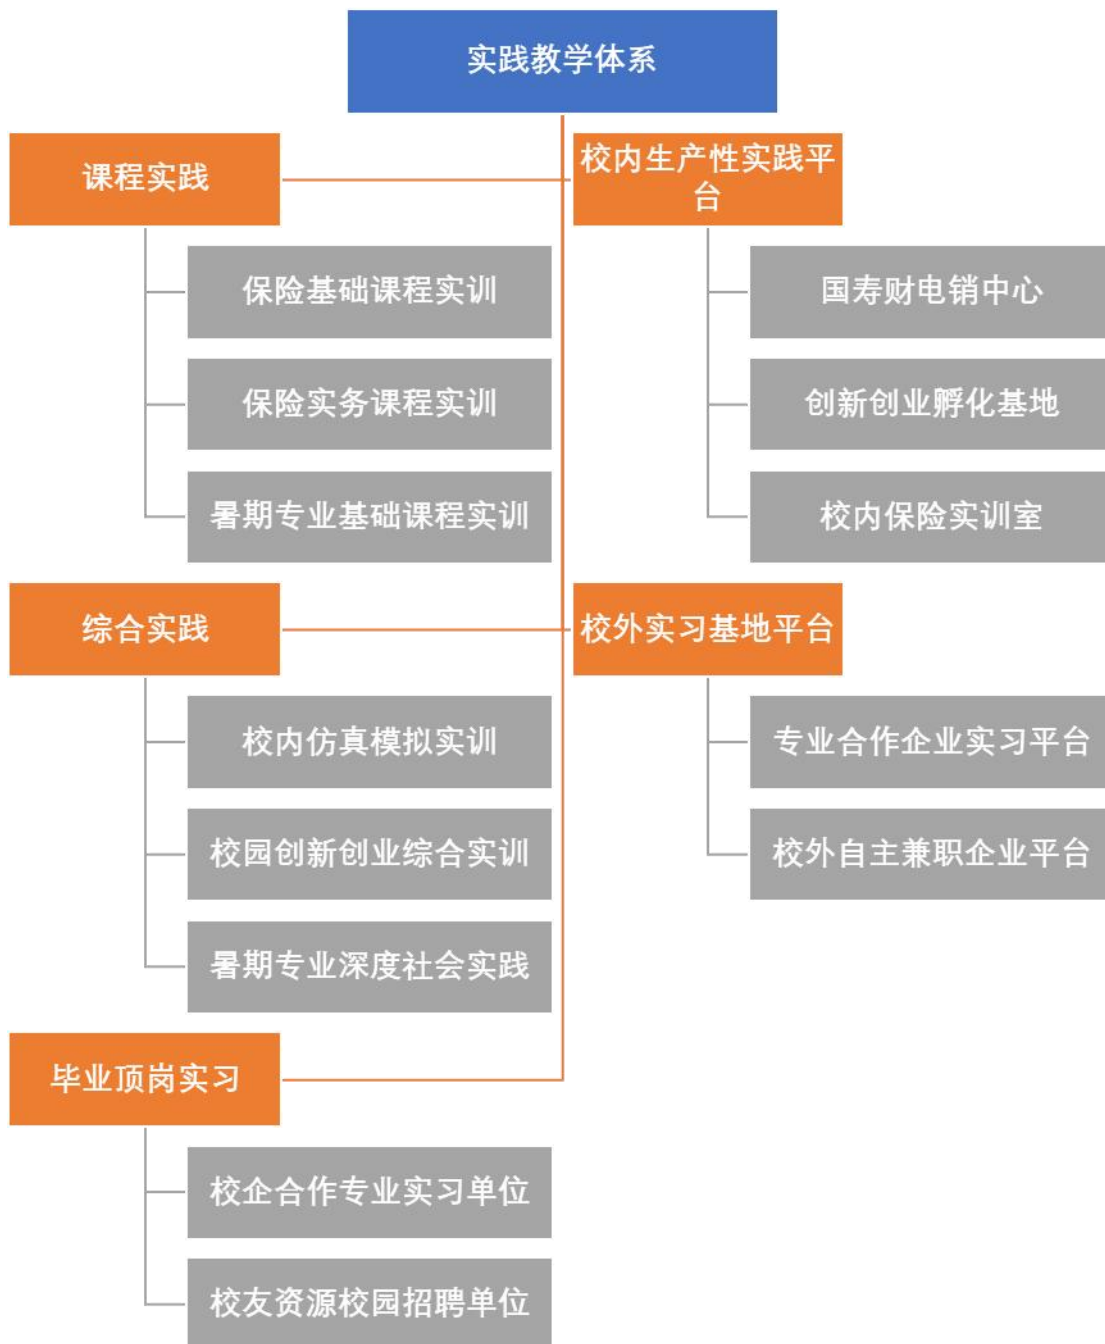 实践教学体系
课程实践
保险基础课程实训
保险实务课程实训
暑期专业基础课程实训
校内生产性实践平
台
国寿财电销中心
创新创业孵化基地
校内保险实训室
综合实践
校内仿真模拟实训
校园创新创业综合实训
暑期专业深度社会实践
校外实习基地平台
专业合作企业实习平台
校外自主兼职企业平台
毕业顶岗实习
校企合作专业实习单位
校友资源校园招聘单位